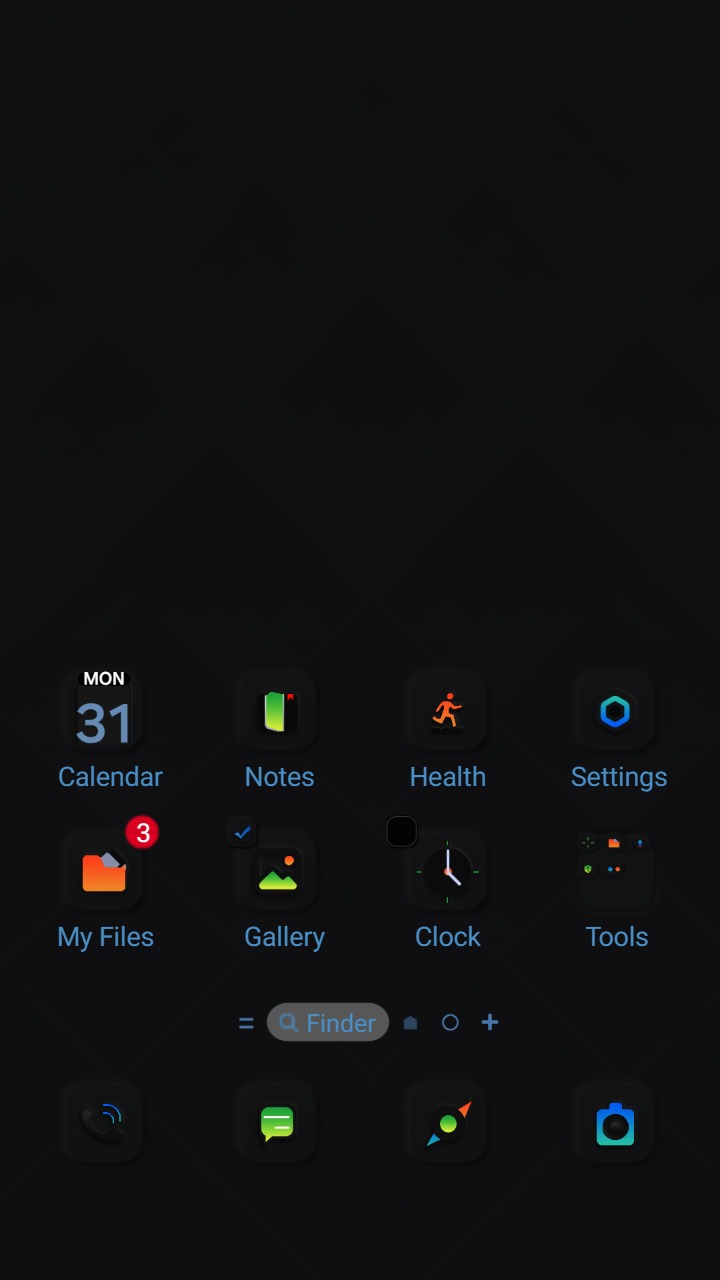 MON
31
Calendar
Notes
Health
Settings
3
My Files
Gallery
Clock
Tools
Finder